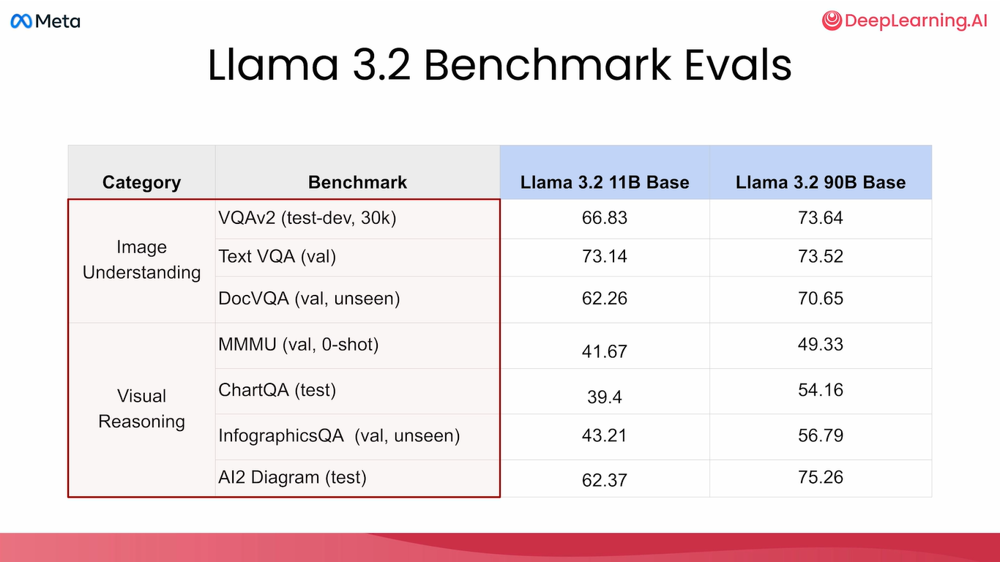 Meta
DeepLearning.AI
Llama 3.2 Benchmark Evals
Category Benchmark Llama 3.2 11B Base Llama 3.2 90B Base
Image
Understanding
VQAv2 (test-dev, 30k) 66.83 73.64
Text VQA (val) 73.14 73.52
DocVQA (val, unseen) 62.26 70.65
Visual
Reasoning
MMMU (val, 0-shot) 41.67 49.33
ChartQA (test) 39.4 54.16
InfographicsQA (val, unseen) 43.21 56.79
AI2 Diagram (test) 62.37 75.26